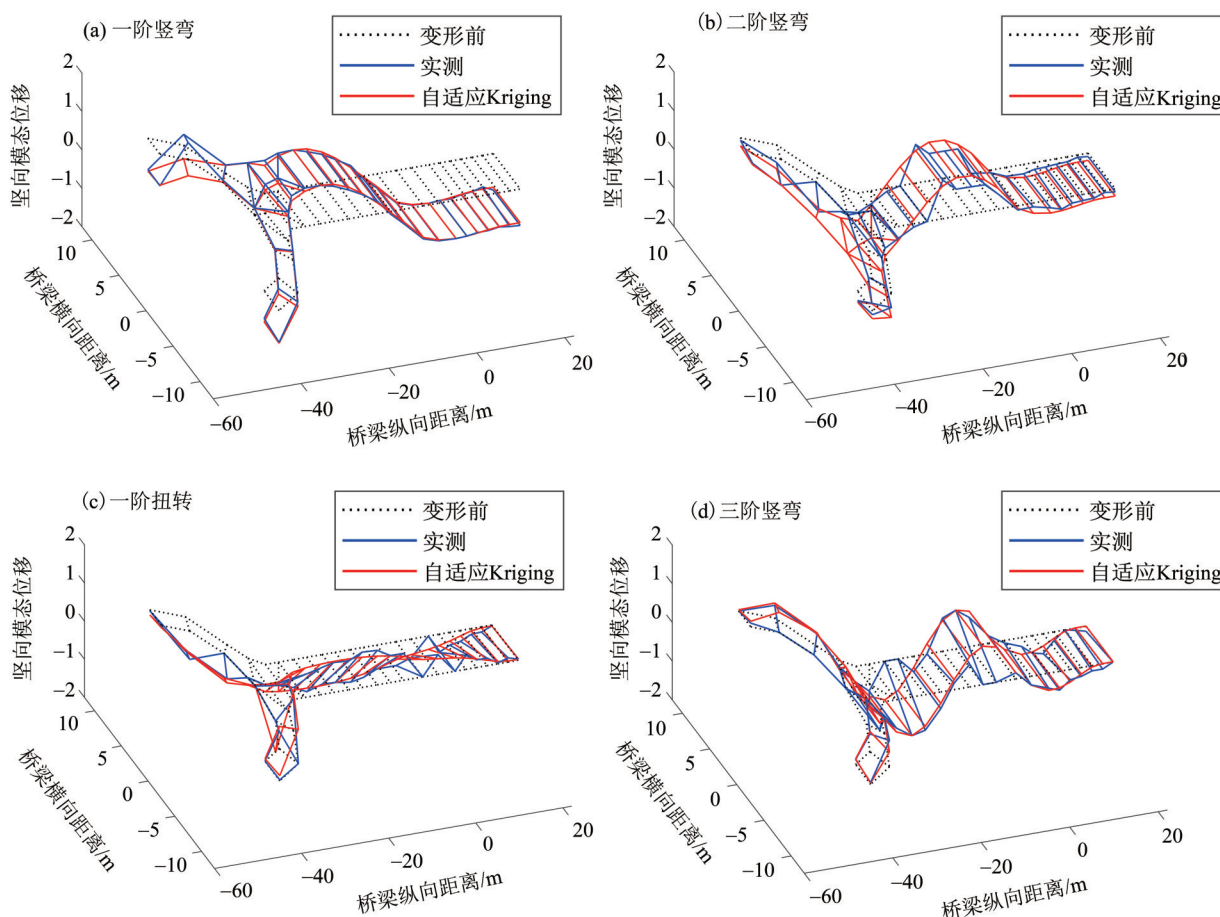 (a) 一阶竖弯
变形前
实测
自适应Kriging
竖向模态位移
2
1
0
−1
−2
10
5
0
−5
−10
桥梁横向距离/m
−60
−40
−20
0
20
桥梁纵向距离/m
(b) 二阶竖弯
变形前
实测
自适应Kriging
竖向模态位移
2
1
0
−1
−2
10
5
0
−5
−10
桥梁横向距离/m
−60
−40
−20
0
20
桥梁纵向距离/m
(c) 一阶扭转
变形前
实测
自适应Kriging
竖向模态位移
2
1
0
−1
−2
10
5
0
−5
−10
桥梁横向距离/m
−60
−40
−20
0
20
桥梁纵向距离/m
(d) 三阶竖弯
变形前
实测
自适应Kriging
竖向模态位移
2
1
0
−1
−2
10
5
0
−5
−10
桥梁横向距离/m
−60
−40
−20
0
20
桥梁纵向距离/m